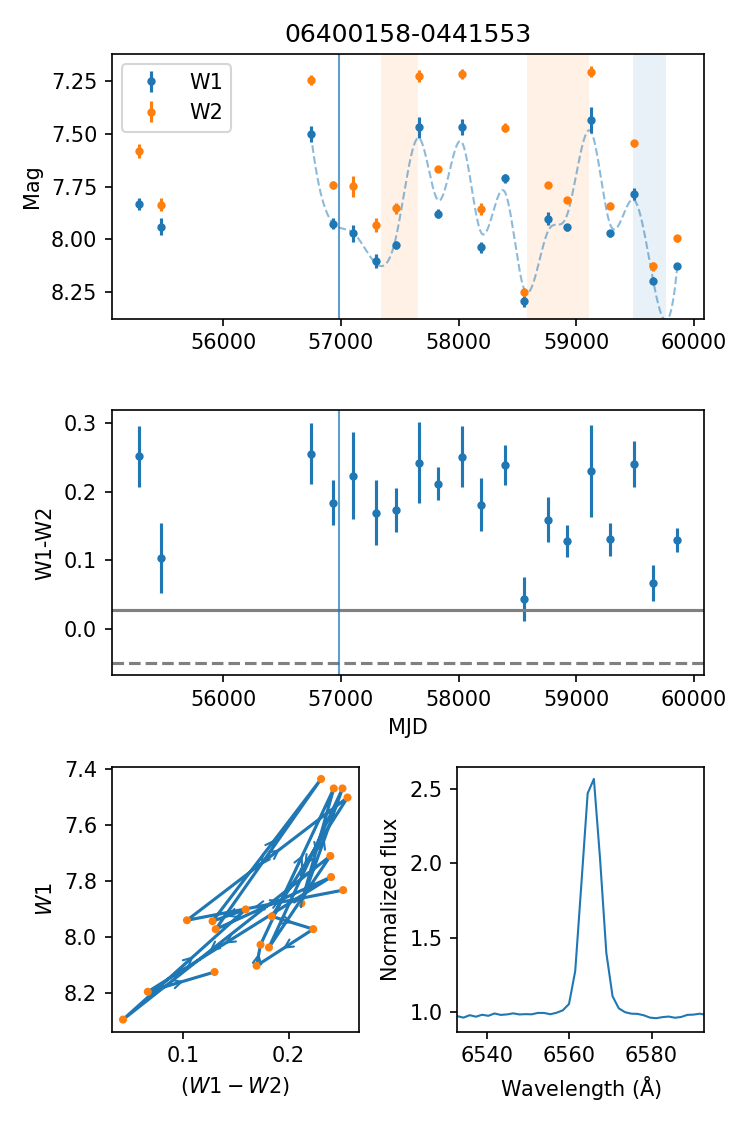 06400158-0441553
W1
W2
Mag
7.25
7.50
7.75
8.00
8.25
56000 57000 58000 59000 60000
W1-W2
0.3
0.2
0.1
0.0
56000 57000 58000 59000 60000
MJD
W1
7.4
7.6
7.8
8.0
8.2
0.1 0.2
(W1 − W2)
Normalized flux
2.5
2.0
1.5
1.0
6540 6560 6580
Wavelength (Å)